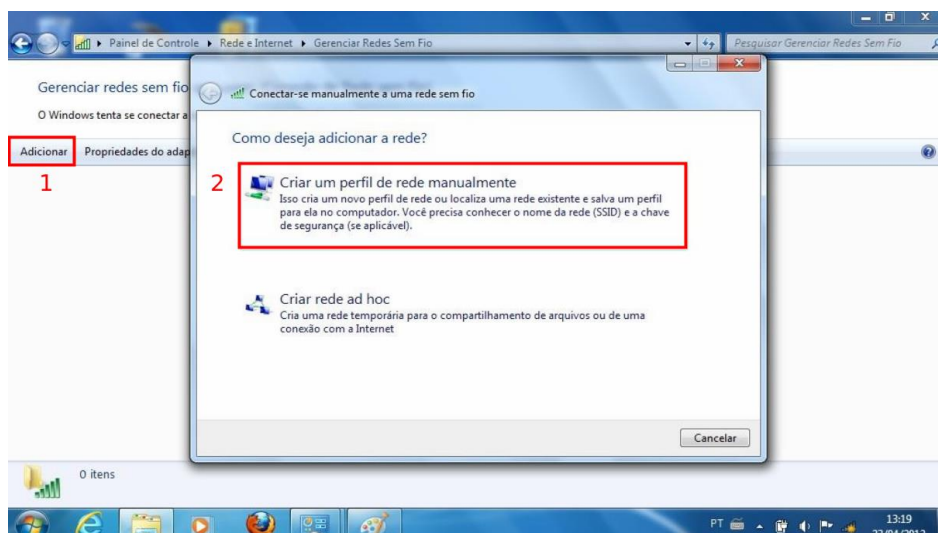 Painel de Controle ▸ Rede e Internet ▸ Gerenciar Redes Sem Fio
Pesquisar Gerenciar Redes Sem Fio
Gerenciar redes sem fio
O Windows tenta se conectar a
Adicionar
Propriedades do adap
1
Conectar-se manualmente a uma rede sem fio
Como deseja adicionar a rede?
2
Criar um perfil de rede manualmente
Isso cria um novo perfil de rede ou localiza uma rede existente e salva um perfil
para ela no computador. Você precisa conhecer o nome da rede (SSID) e a chave
de segurança (se aplicável).
Criar rede ad hoc
Cria uma rede temporária para o compartilhamento de arquivos ou de uma
conexão com a Internet
Cancelar
0 itens
PT
13:19